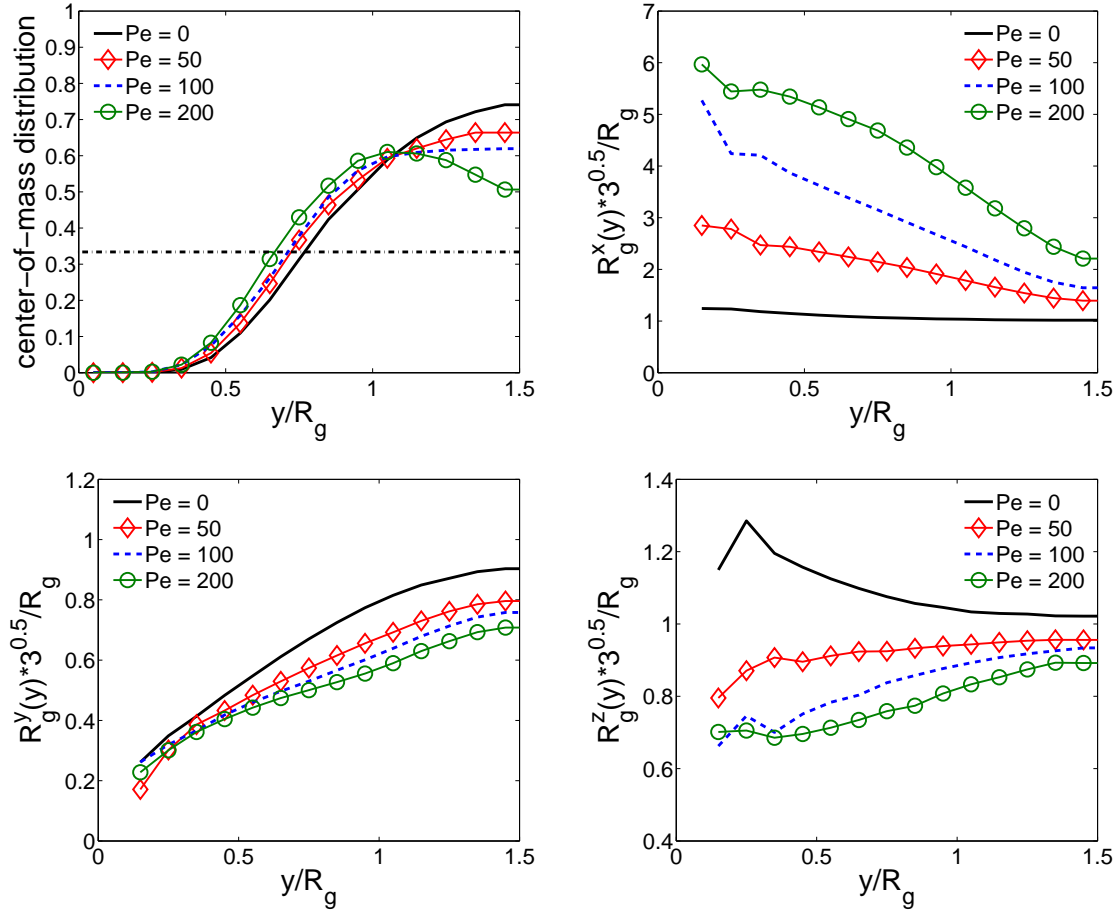 center-of-mass distribution
1
0.9
0.8
0.7
0.6
0.5
0.4
0.3
0.2
0.1
0
Pe = 0
Pe = 50
Pe = 100
Pe = 200
0 0.5 1 1.5
y/R_g
R_g^x(y)*3^0.5/R_g
7
6
5
4
3
2
1
0
Pe = 0
Pe = 50
Pe = 100
Pe = 200
0 0.5 1 1.5
y/R_g
R_g^y(y)*3^0.5/R_g
1.2
1
0.8
0.6
0.4
0.2
0
Pe = 0
Pe = 50
Pe = 100
Pe = 200
0 0.5 1 1.5
y/R_g
R_g^z(y)*3^0.5/R_g
1.4
1.2
1
0.8
0.6
0.4
Pe = 0
Pe = 50
Pe = 100
Pe = 200
0 0.5 1 1.5
y/R_g